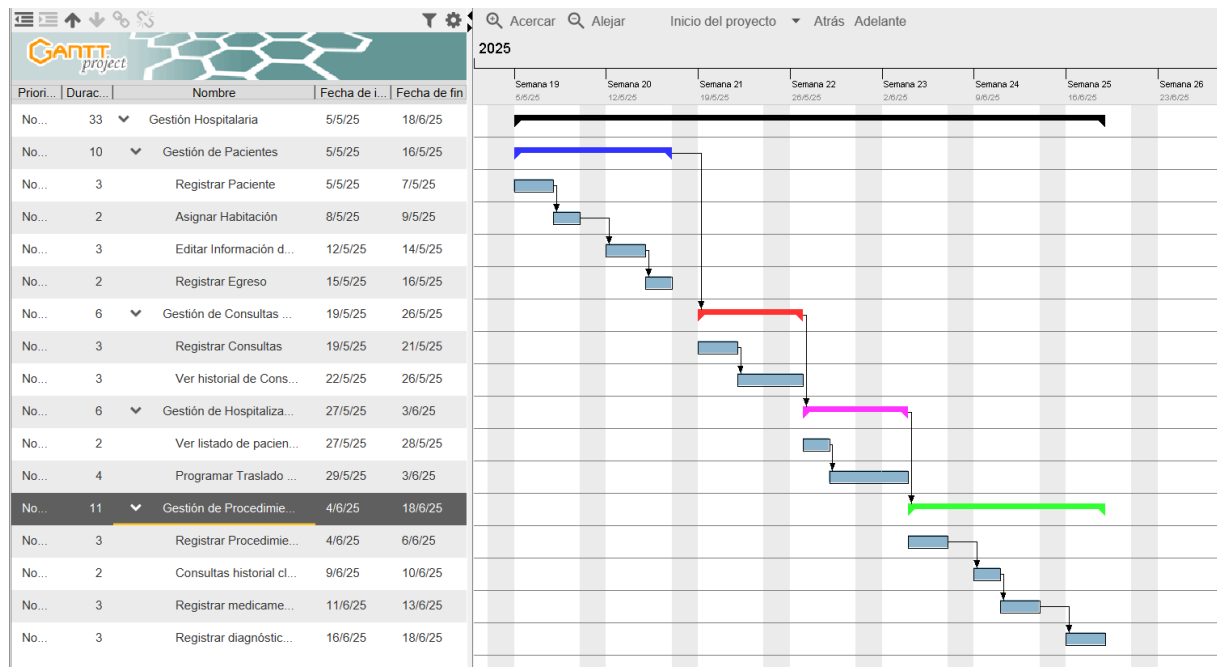 Acercar Alejar Inicio del proyecto Atrás Adelante
GANTT project
2025
Semana 19 Semana 20 Semana 21 Semana 22 Semana 23 Semana 24 Semana 25 Semana 26
5/5/25 12/5/25 19/5/25 26/5/25 2/6/25 9/6/25 16/6/25 23/6/25
Priori... Durac... Nombre Fecha de i... Fecha de fin
No... 33 Gestión Hospitalaria 5/5/25 18/6/25
No... 10 Gestión de Pacientes 5/5/25 16/5/25
No... 3 Registrar Paciente 5/5/25 7/5/25
No... 2 Asignar Habitación 8/5/25 9/5/25
No... 3 Editar Información d... 12/5/25 14/5/25
No... 2 Registrar Egreso 15/5/25 16/5/25
No... 6 Gestión de Consultas ... 19/5/25 26/5/25
No... 3 Registrar Consultas 19/5/25 21/5/25
No... 3 Ver historial de Cons... 22/5/25 26/5/25
No... 6 Gestión de Hospitaliza... 27/5/25 3/6/25
No... 2 Ver listado de pacien... 27/5/25 28/5/25
No... 4 Programar Traslado ... 29/5/25 3/6/25
No... 11 Gestión de Procedimie... 4/6/25 18/6/25
No... 3 Registrar Procedimie... 4/6/25 6/6/25
No... 2 Consultas historial cl... 9/6/25 10/6/25
No... 3 Registrar medicame... 11/6/25 13/6/25
No... 3 Registrar diagnóstic... 16/6/25 18/6/25